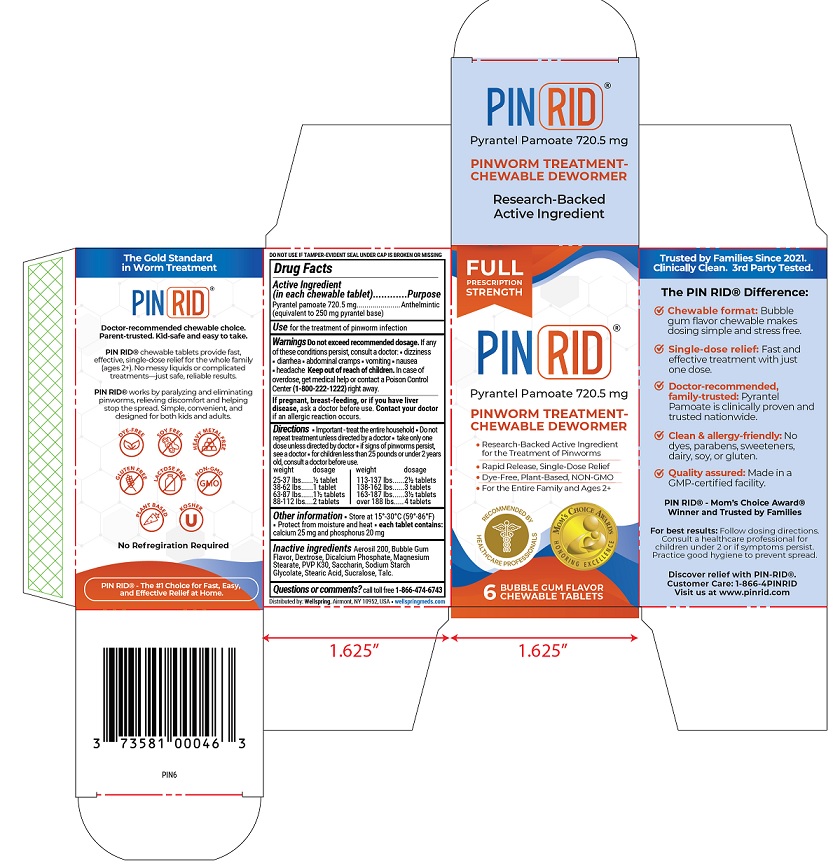 PIN RID®
Pyrantel Pamoate 720.5 mg
PINWORM TREATMENT-
CHEWABLE DEWORMER
Research-Backed
Active Ingredient
The Gold Standard
in Worm Treatment
PIN RID®
Doctor-recommended chewable choice.
Parent-trusted. Kid-safe and easy to take.
PIN RID® chewable tablets provide fast,
effective, single-dose relief for the whole family
(ages 2+). No messy liquids or complicated
treatments—just safe, reliable results.
PIN RID® works by paralyzing and eliminating
pinworms, relieving discomfort and helping
stop the spread. Simple, convenient, and
designed for both kids and adults.
DYE-FREE
SOY FREE
HEAVY METAL FREE
GLUTEN FREE
LACTOSE FREE
NON-GMO
GMO
PLANT BASED
KOSHER
U
No Refregiration Required
PIN RID® - The #1 Choice for Fast, Easy,
and Effective Relief at Home.
3 73581 00046 3
PIN6
DO NOT USE IF TAMPER-EVIDENT SEAL UNDER CAP IS BROKEN OR MISSING
Drug Facts
Active Ingredient
(in each chewable tablet)............Purpose
Pyrantel pamoate 720.5 mg.......................Anthelmintic
(equivalent to 250 mg pyrantel base)
Use for the treatment of pinworm infection
Warnings Do not exceed recommended dosage. If any
of these conditions persist, consult a doctor: • dizziness
• diarrhea • abdominal cramps • vomiting • nausea
• headache Keep out of reach of children. In case of
overdose, get medical help or contact a Poison Control
Center (1-800-222-1222) right away.
If pregnant, breast-feeding, or if you have liver
disease, ask a doctor before use. Contact your doctor
if an allergic reaction occurs.
Directions • important - treat the entire household • Do not
repeat treatment unless directed by a doctor • take only one
dose unless directed by doctor • if signs of pinworms persist,
see a doctor • for children less than 25 pounds or under 2 years
old, consult a doctor before use.
weight dosage weight dosage
25-37 lbs.....½ tablet 113-137 lbs.....2½ tablets
38-62 lbs.....1 tablet 138-162 lbs.....3 tablets
63-87 lbs.....1½ tablets 163-187 lbs.....3½ tablets
88-112 lbs.....2 tablets over 188 lbs.....4 tablets
Other information • Store at 15°-30°C (59°-86°F)
• Protect from moisture and heat • each tablet contains:
calcium 25 mg and phosphorus 20 mg
Inactive ingredients Aerosil 200, Bubble Gum
Flavor, Dextrose, Dicalcium Phosphate, Magnesium
Stearate, PVP K30, Saccharin, Sodium Starch
Glycolate, Stearic Acid, Sucralose, Talc.
Questions or comments? call toll free 1-866-474-6743
Distributed by: Wellspring, Airmont, NY 10952, USA • wellspringmeds.com
1.625”
FULL
PRESCRIPTION
STRENGTH
PIN RID®
Pyrantel Pamoate 720.5 mg
PINWORM TREATMENT-
CHEWABLE DEWORMER
• Research-Backed Active Ingredient
for the Treatment of Pinworms
• Rapid Release, Single-Dose Relief
• Dye-Free, Plant-Based, NON-GMO
• For the Entire Family and Ages 2+
RECOMMENDED BY
HEALTHCARE PROFESSIONALS
MOM'S CHOICE AWARDS
HONORING EXCELLENCE
6 BUBBLE GUM FLAVOR
CHEWABLE TABLETS
1.625”
Trusted by Families Since 2021.
Clinically Clean. 3rd Party Tested.
The PIN RID® Difference:
Chewable format: Bubble
gum flavor chewable makes
dosing simple and stress free.
Single-dose relief: Fast and
effective treatment with just
one dose.
Doctor-recommended,
family-trusted: Pyrantel
Pamoate is clinically proven and
trusted nationwide.
Clean & allergy-friendly: No
dyes, parabens, sweeteners,
dairy, soy, or gluten.
Quality assured: Made in a
GMP-certified facility.
PIN RID® - Mom's Choice Award®
Winner and Trusted by Families
For best results: Follow dosing directions.
Consult a healthcare professional for
children under 2 or if symptoms persist.
Practice good hygiene to prevent spread.
Discover relief with PIN-RID®.
Customer Care: 1-866-4PINRID
Visit us at www.pinrid.com